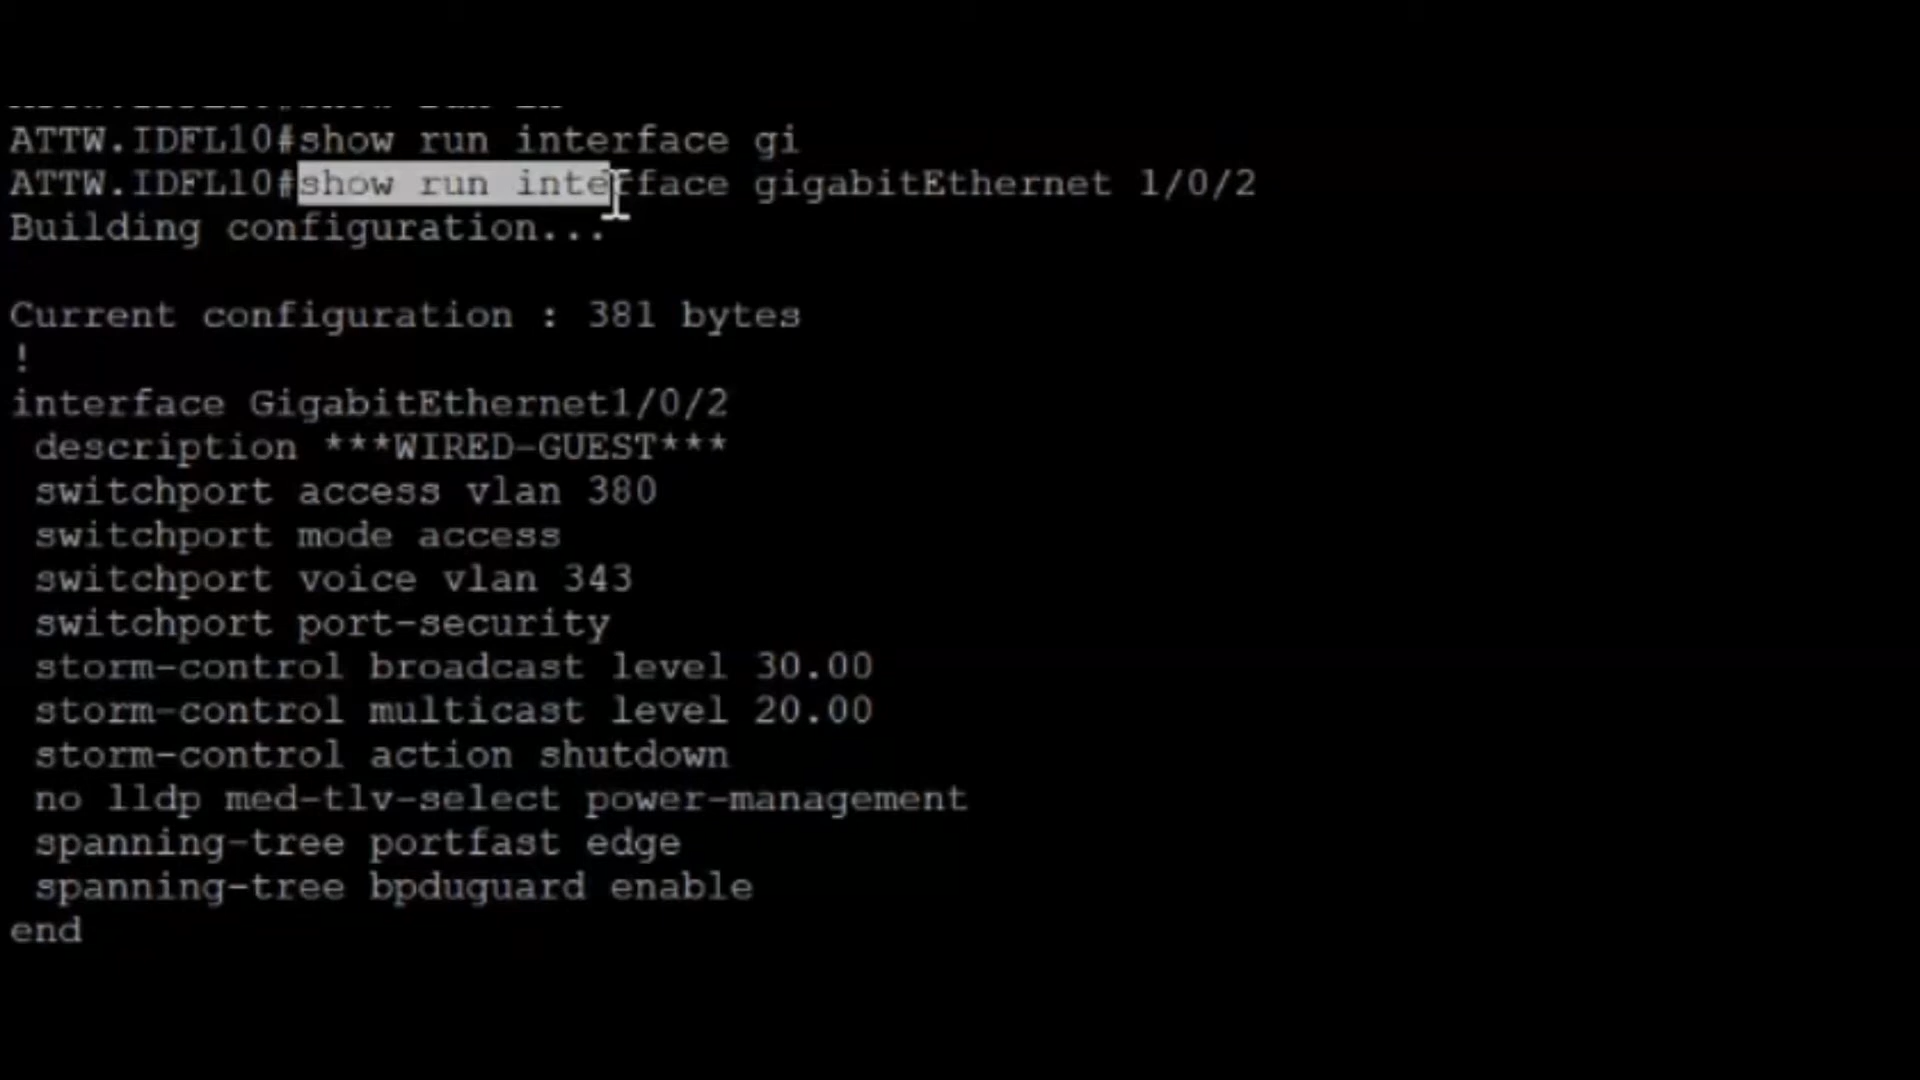 ATTW.IDFL10#show run interface gi
ATTW.IDFL10#show run interface gigabitEthernet 1/0/2
Building configuration...
Current configuration : 381 bytes
!
interface GigabitEthernet1/0/2
description ***WIRED-GUEST***
switchport access vlan 380
switchport mode access
switchport voice vlan 343
switchport port-security
storm-control broadcast level 30.00
storm-control multicast level 20.00
storm-control action shutdown
no lldp med-tlv-select power-management
spanning-tree portfast edge
spanning-tree bpduguard enable
end